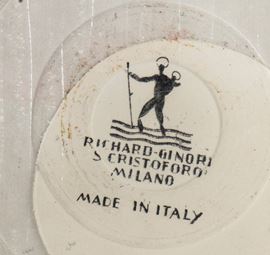 RICHARD-GINORI
S CRISTOFORO
MILANO
MADE IN ITALY